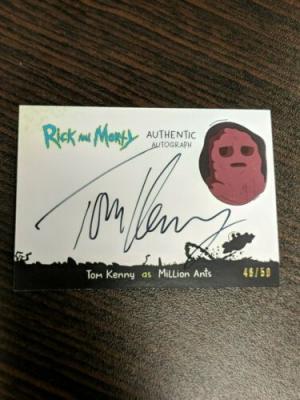 Rick AND Morty
AUTHENTIC
AUTOGRAPH
Tom Kenny
Tom Kenny as Million Ants
48/50